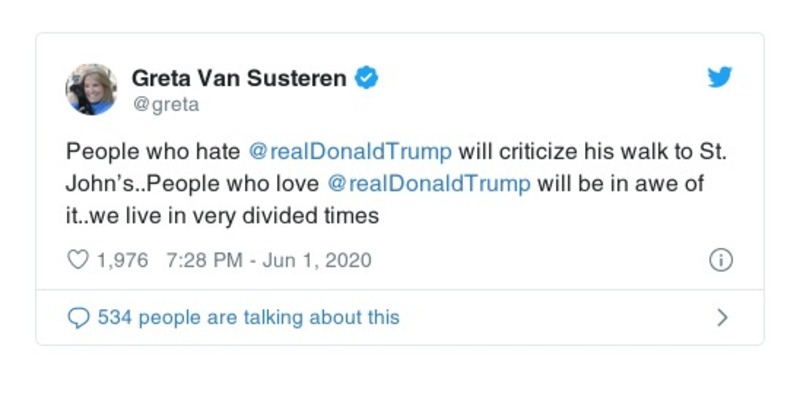 Greta Van Susteren
@greta
People who hate @realDonaldTrump will criticize his walk to St.
John’s..People who love @realDonaldTrump will be in awe of
it..we live in very divided times
1,976 7:28 PM - Jun 1, 2020
534 people are talking about this